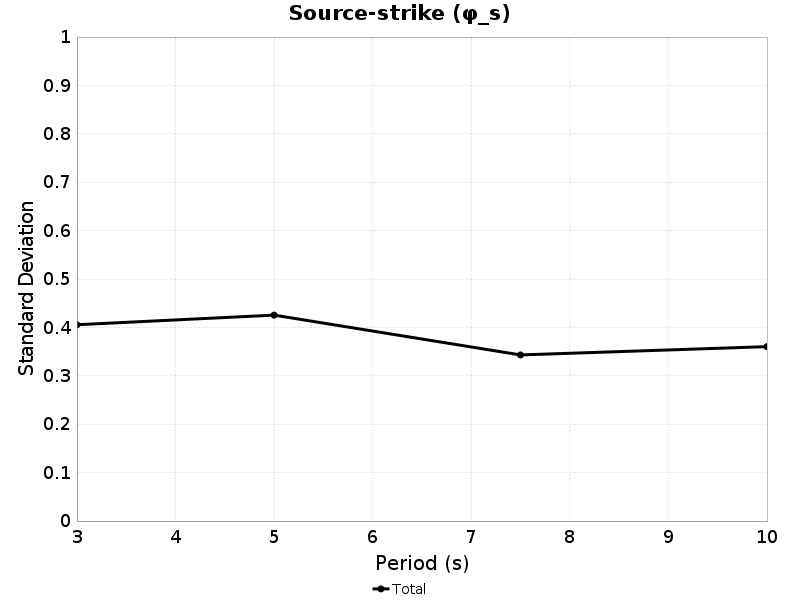 Source-strike (φ_s)
1
0.9
0.8
0.7
0.6
0.5
0.4
0.3
0.2
0.1
0
Standard Deviation
3 4 5 6 7 8 9 10
Period (s)
Total